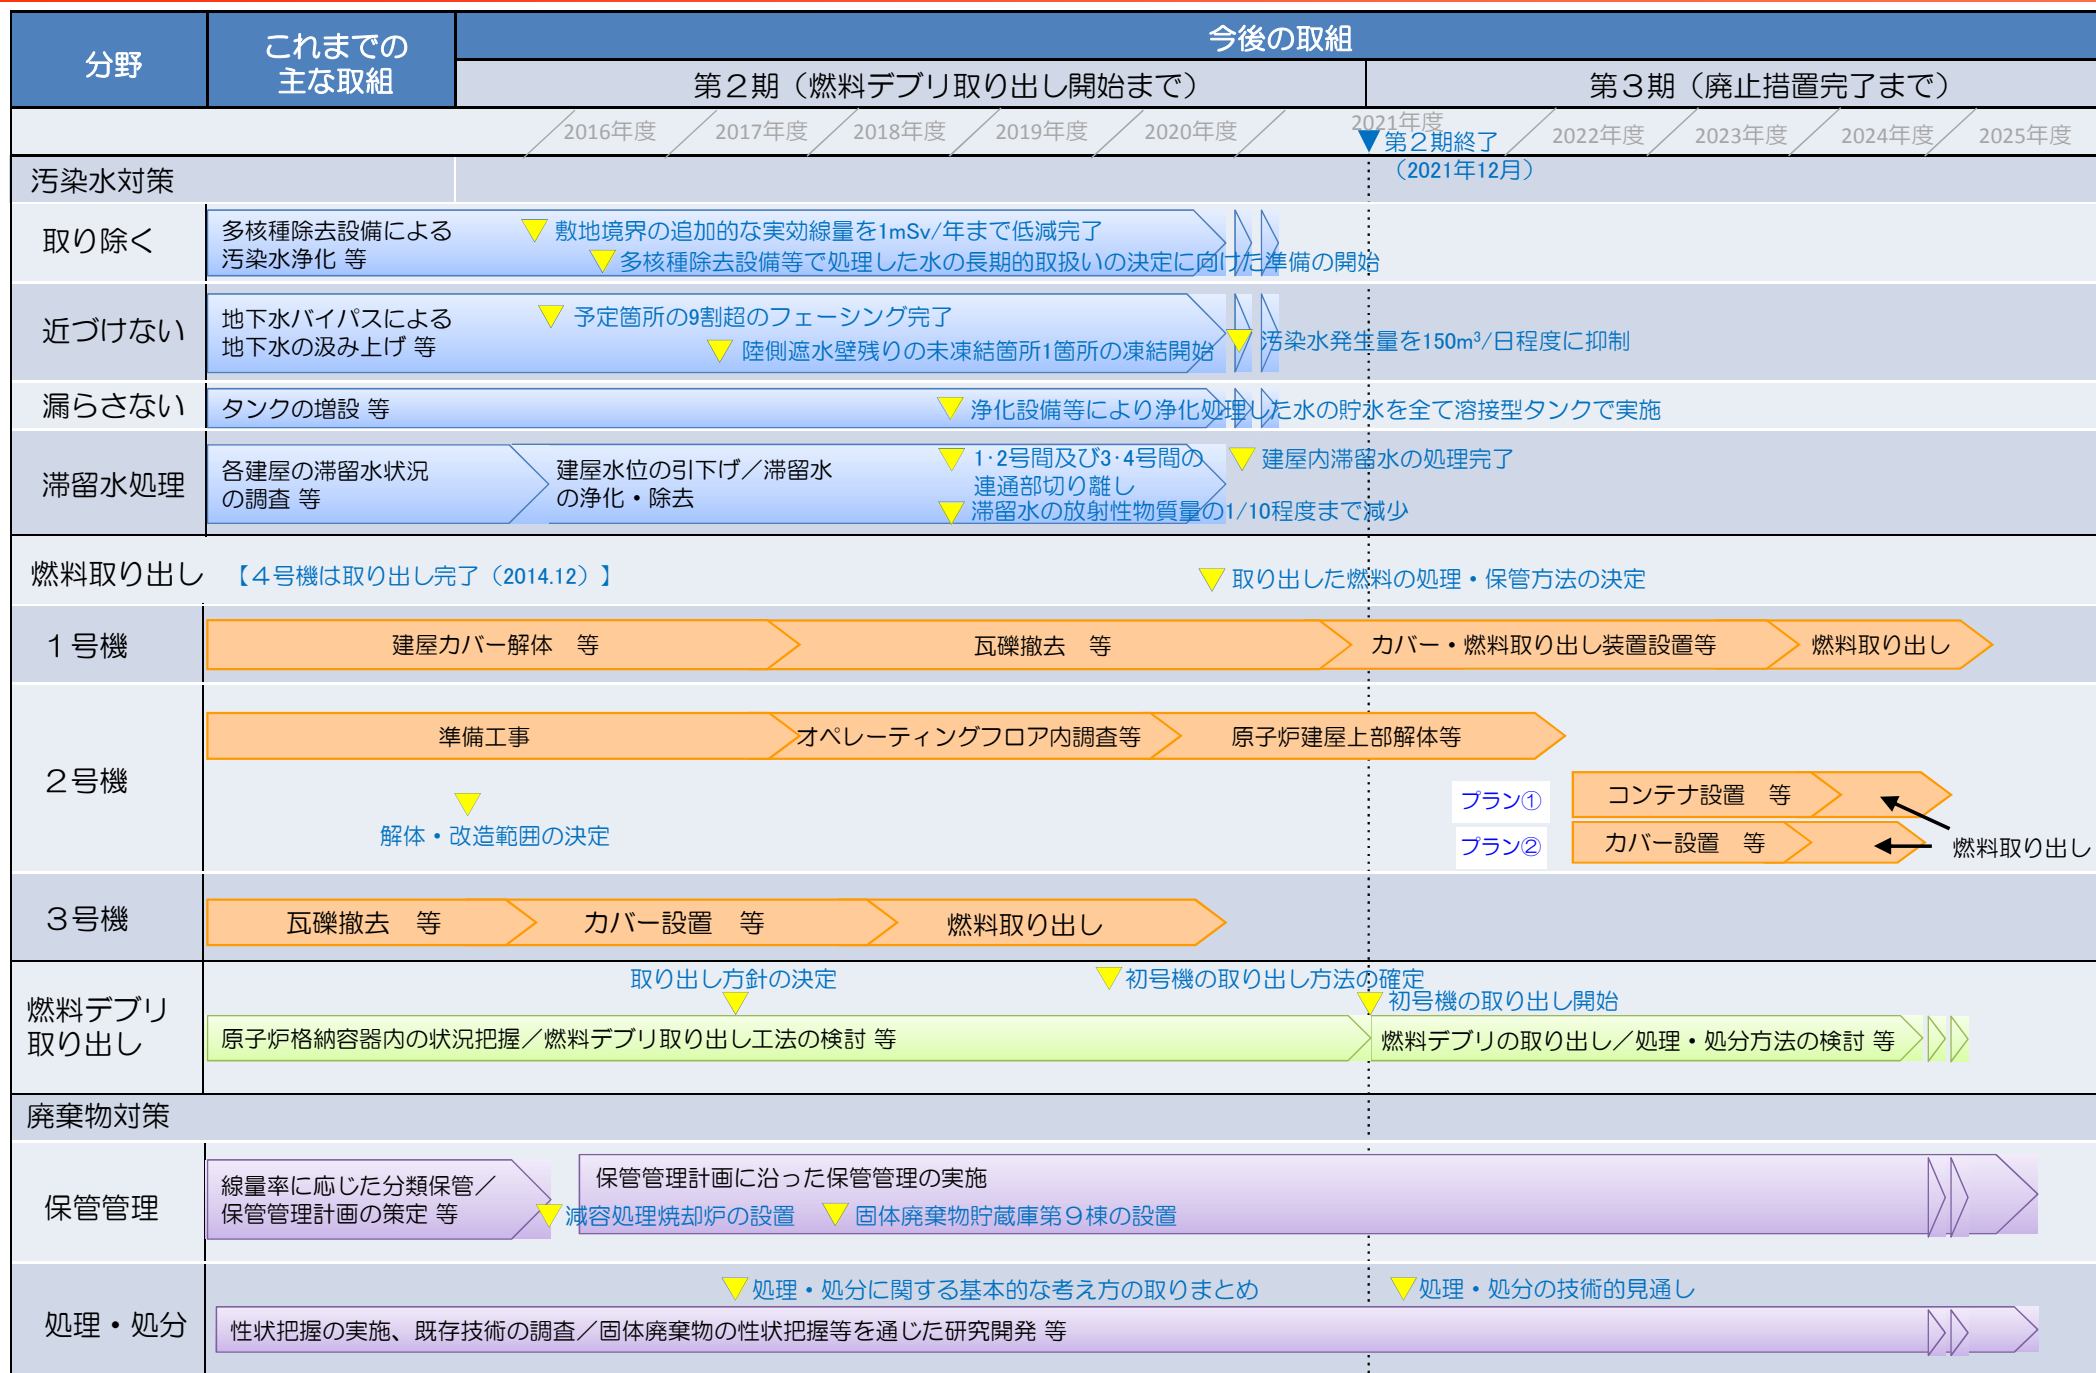 分野
これまでの
主な取組
今後の取組
第２期（燃料デブリ取り出し開始まで）
第３期（廃止措置完了まで）
2016年度
2017年度
2018年度
2019年度
2020年度
2021年度
2022年度
2023年度
2024年度
2025年度
第２期終了
（2021年12月）
汚染水対策
取り除く
多核種除去設備による
汚染水浄化 等
敷地境界の追加的な実効線量を1mSv/年まで低減完了
多核種除去設備等で処理した水の長期的取扱いの決定に向けた準備の開始
近づけない
地下水バイパスによる
地下水の汲み上げ 等
予定箇所の9割超のフェーシング完了
陸側遮水壁残りの未凍結箇所1箇所の凍結開始
汚染水発生量を150m³/日程度に抑制
漏らさない
タンクの増設 等
浄化設備等により浄化処理した水の貯水を全て溶接型タンクで実施
滞留水処理
各建屋の滞留水状況
の調査 等
建屋水位の引下げ／滞留水
の浄化・除去
1･2号間及び3･4号間の
連通部切り離し
滞留水の放射性物質量の1/10程度まで減少
建屋内滞留水の処理完了
燃料取り出し
【４号機は取り出し完了（2014.12）】
取り出した燃料の処理・保管方法の決定
１号機
建屋カバー解体　等
瓦礫撤去　等
カバー・燃料取り出し装置設置等
燃料取り出し
２号機
準備工事
オペレーティングフロア内調査等
原子炉建屋上部解体等
解体・改造範囲の決定
プラン①
コンテナ設置　等
プラン②
カバー設置　等
燃料取り出し
３号機
瓦礫撤去　等
カバー設置　等
燃料取り出し
燃料デブリ
取り出し
取り出し方針の決定
初号機の取り出し方法の確定
初号機の取り出し開始
原子炉格納容器内の状況把握／燃料デブリ取り出し工法の検討 等
燃料デブリの取り出し／処理・処分方法の検討 等
廃棄物対策
保管管理
線量率に応じた分類保管／
保管管理計画の策定 等
保管管理計画に沿った保管管理の実施
減容処理焼却炉の設置
固体廃棄物貯蔵庫第９棟の設置
処理・処分
処理・処分に関する基本的な考え方の取りまとめ
処理・処分の技術的見通し
性状把握の実施、既存技術の調査／固体廃棄物の性状把握等を通じた研究開発 等